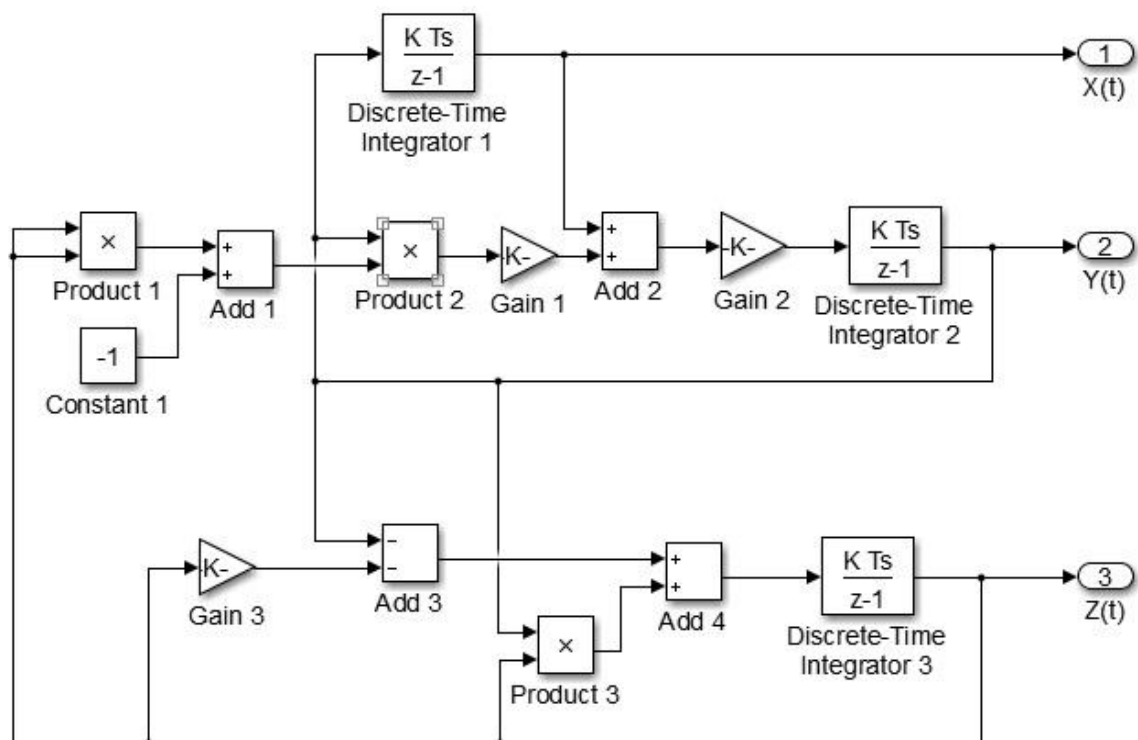 K Ts
z-1
Discrete-Time
Integrator 1
1
X(t)
×
Product 1
+
+
Add 1
-1
Constant 1
×
Product 2
-K-
Gain 1
+
+
Add 2
-K-
Gain 2
K Ts
z-1
Discrete-Time
Integrator 2
2
Y(t)
-K-
Gain 3
−
−
Add 3
×
Product 3
+
+
Add 4
K Ts
z-1
Discrete-Time
Integrator 3
3
Z(t)